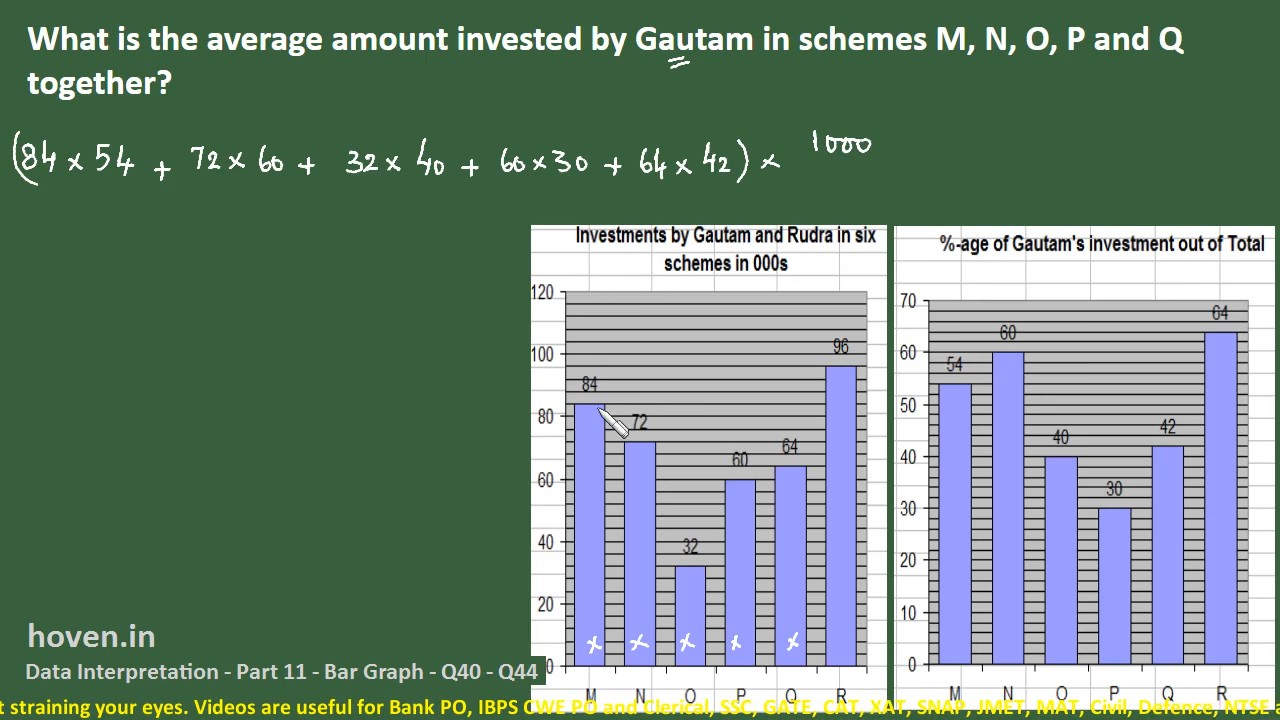 What is the average amount invested by Gautam in schemes M, N, O, P and Q
together?
(84 × 54 + 72 × 60 + 32 × 40 + 60 × 30 + 64 × 42) × 1000
Investments by Gautam and Rudra in six
schemes in 000s
120
100
80
60
40
20
0
84
72
32
60
64
96
× × × × ×
M N O P Q R
%-age of Gautam's investment out of Total
70
60
50
40
30
20
10
0
54
60
40
30
42
64
M N O P Q R
hoven.in
Data Interpretation - Part 11 - Bar Graph - Q40 - Q44
straining your eyes. Videos are useful for Bank PO, IBPS CWE PO and Clerical, SSC, GATE, CAT, XAT, SNAP, JMET, MAT, Civil, Defence, NTSE